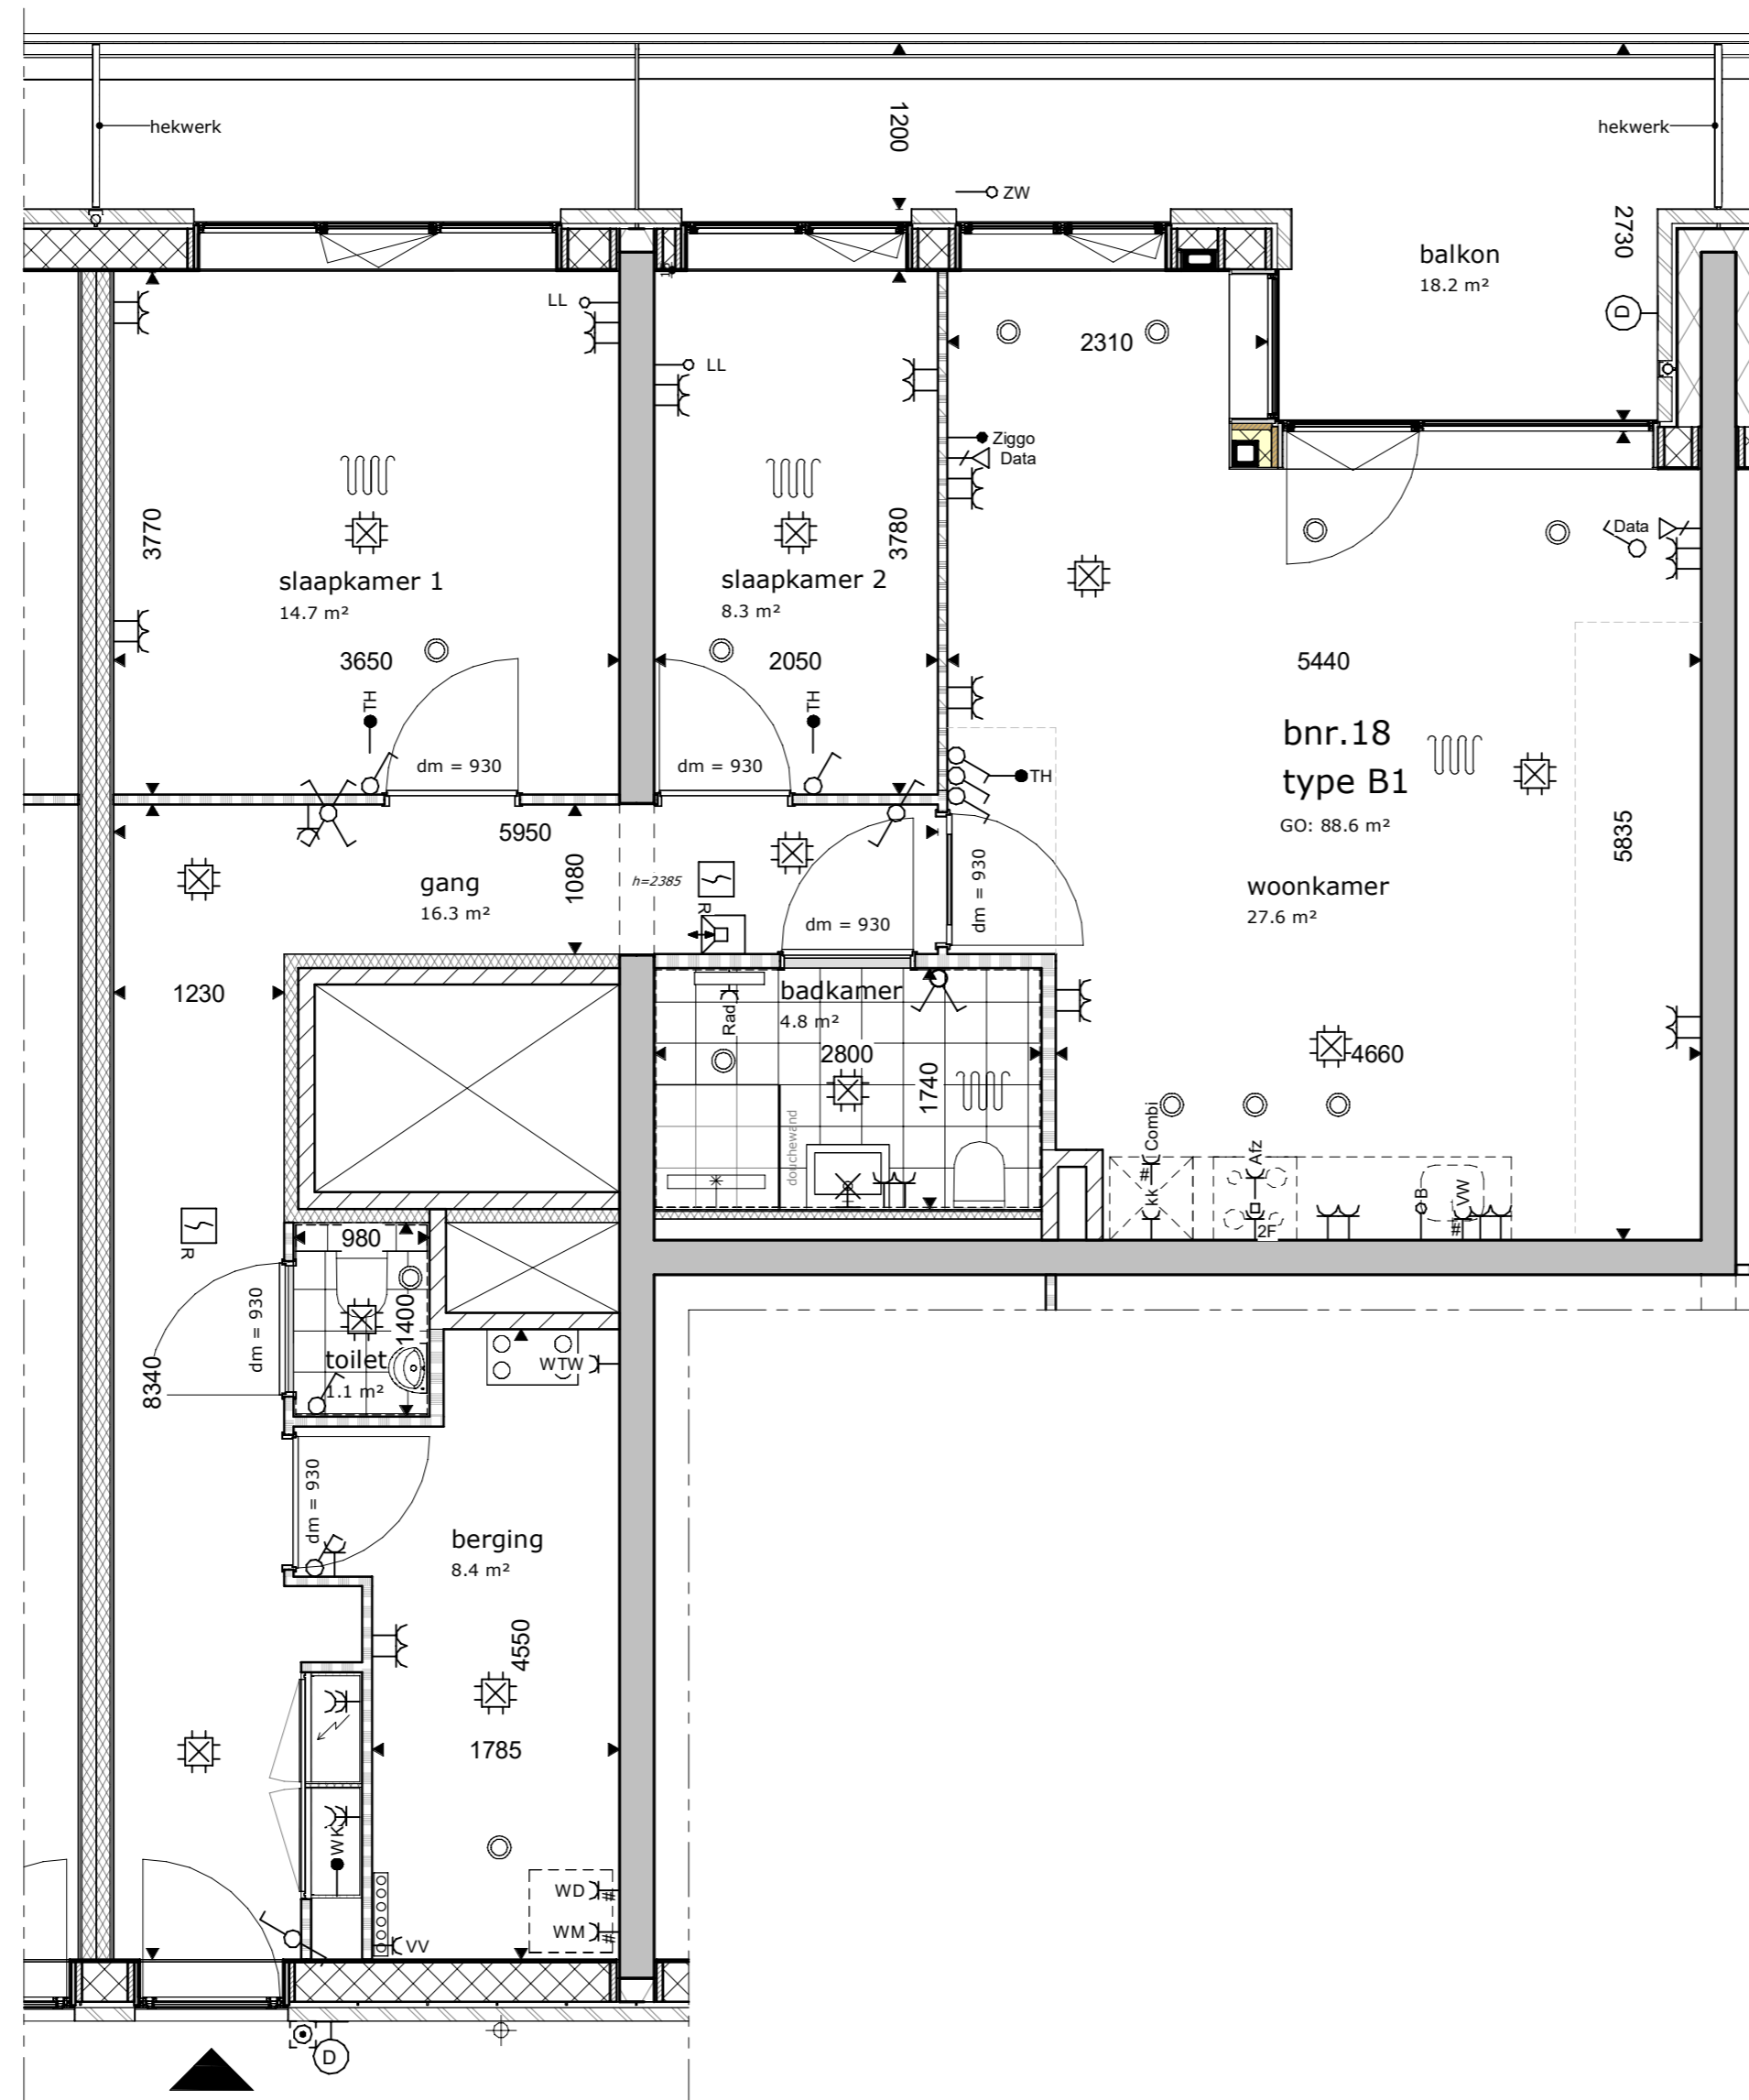 hekwerk
hekwerk
1200
ZW
2730
balkon
18.2 m²
D
LL
LL
2310
Ziggo
Data
Data
3770
3780
slaapkamer 1
14.7 m²
slaapkamer 2
8.3 m²
3650
2050
5440
TH
TH
bnr.18
type B1
GO: 88.6 m²
dm = 930
dm = 930
TH
5950
1080
5835
gang
16.3 m²
h=2385
R
dm = 930
dm = 930
woonkamer
27.6 m²
1230
badkamer
4.8 m²
Rad
2800
1740
4660
douchewand
Combi
#
kk
Afz
2F
B
VW
#
R
980
1400
dm = 930
toilet
1.1 m²
WTW
8340
dm = 930
berging
8.4 m²
4550
1785
WK
WD
#
WM
#
VV
D